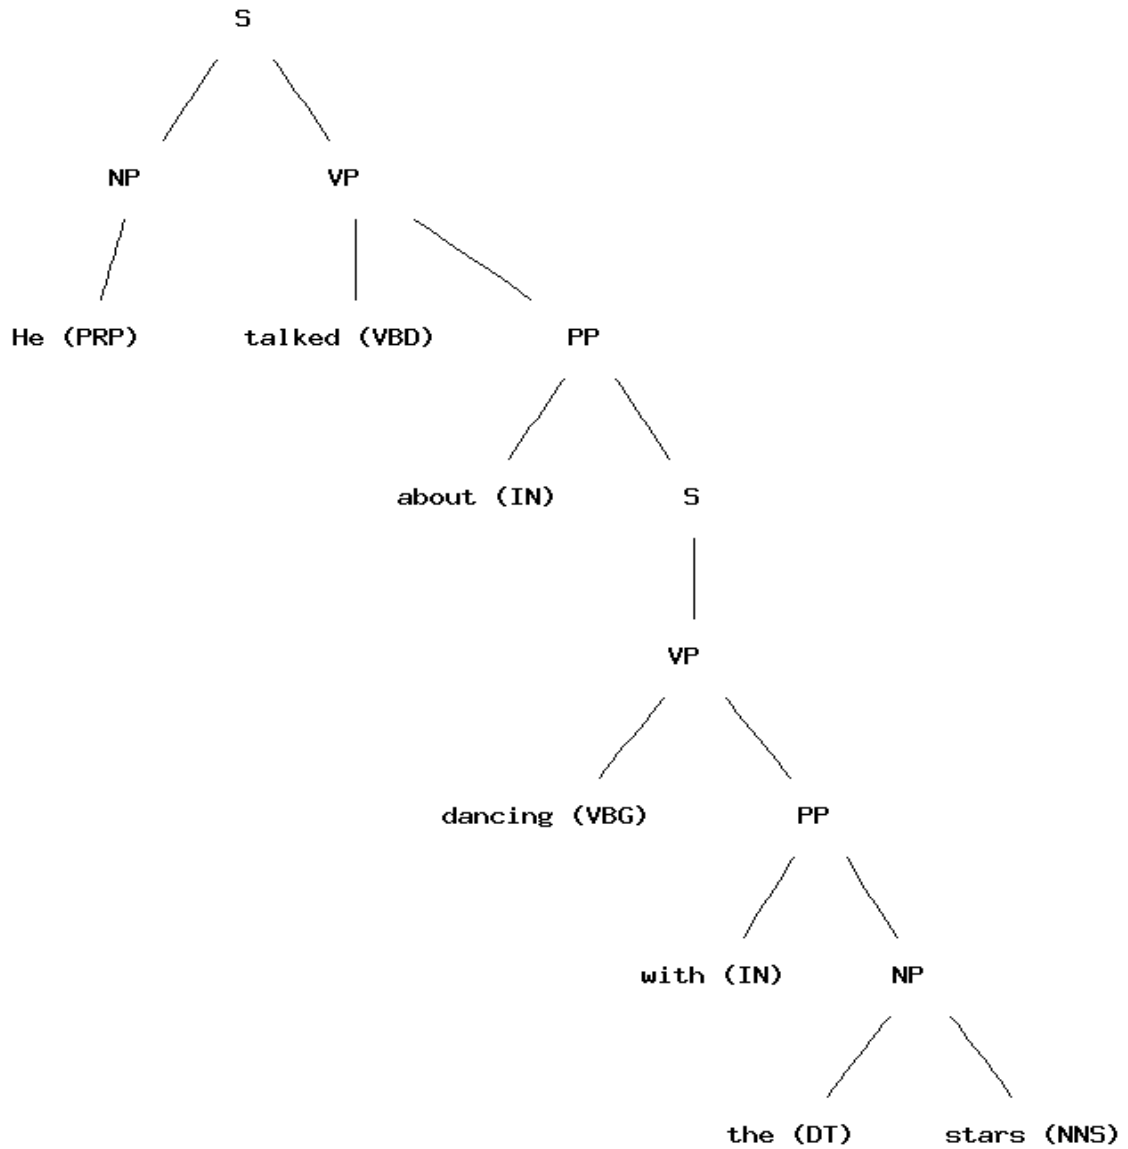 S
NP VP
He (PRP) talked (VBD) PP
about (IN) S
VP
dancing (VBG) PP
with (IN) NP
the (DT) stars (NNS)